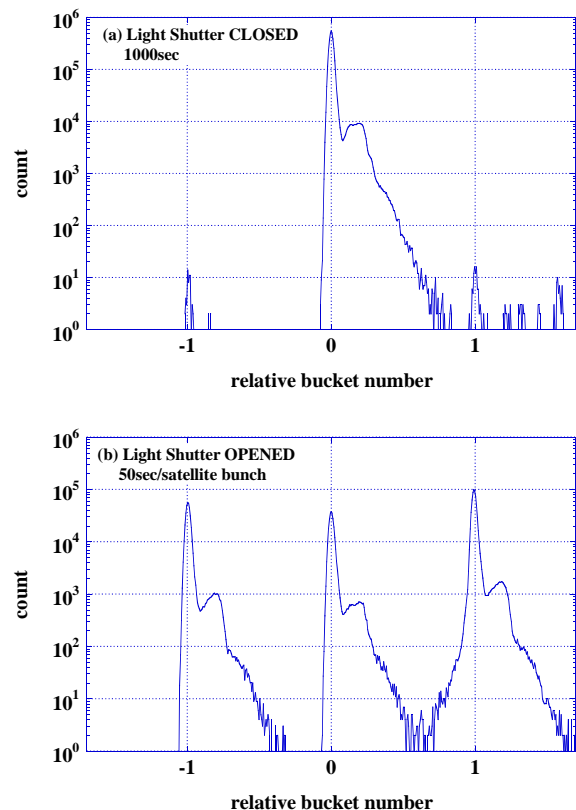 10^6
(a) Light Shutter CLOSED
1000sec
10^5
10^4
count
10^3
10^2
10^1
10^0
-1 0 1
relative bucket number
10^6
(b) Light Shutter OPENED
50sec/satellite bunch
10^5
10^4
count
10^3
10^2
10^1
10^0
-1 0 1
relative bucket number